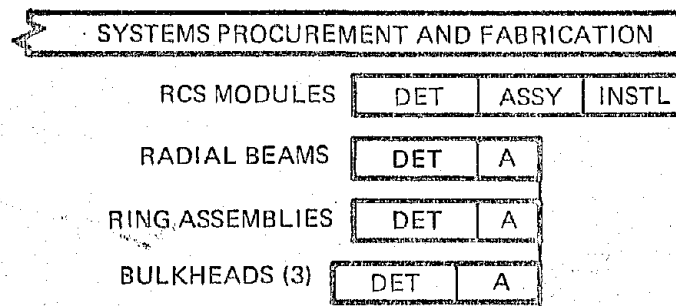 SYSTEMS PROCUREMENT AND FABRICATION
RCS MODULES DET ASSY INSTL
RADIAL BEAMS DET A
RING ASSEMBLIES DET A
BULKHEADS (3) DET A